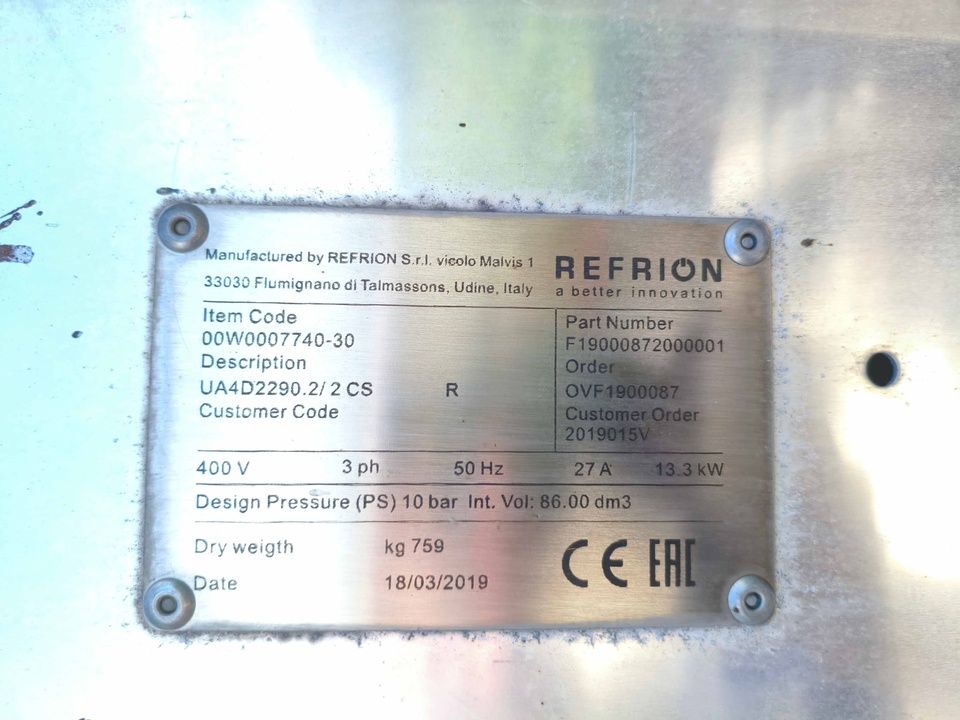 Manufactured by REFRION S.r.l. vicolo Malvis 1
33030 Flumignano di Talmassons, Udine, Italy
REFRION
a better innovation
Item Code
00W0007740-30
Description
UA4D2290.2/ 2 CS R
Customer Code
Part Number
F19000872000001
Order
OVF1900087
Customer Order
2019015V
400 V 3 ph 50 Hz 27 A 13.3 kW
Design Pressure (PS) 10 bar Int. Vol: 86.00 dm3
Dry weigth kg 759
Date 18/03/2019
CE EAC